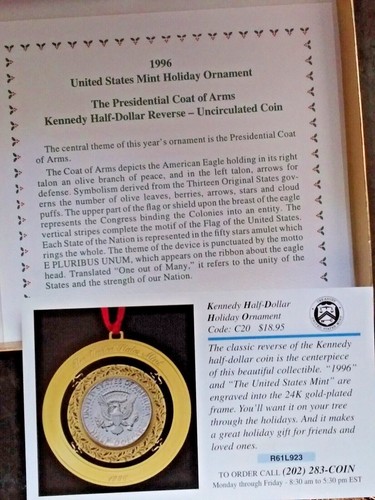 1996
United States Mint Holiday Ornament
The Presidential Coat of Arms
Kennedy Half-Dollar Reverse – Uncirculated Coin
The central theme of this year's ornament is the Presidential Coat
of Arms.
The Coat of Arms depicts the American Eagle holding in its right
talon an olive branch of peace, and in the left talon, arrows for
defense. Symbolism derived from the Thirteen Original States gov-
erns the number of olive leaves, berries, arrows, stars and cloud
puffs. The upper part of the flag or shield upon the breast of the eagle
represents the Congress binding the Colonies into an entity. The
vertical stripes complete the motif of the Flag of the United States.
Each State of the Nation is represented in the fifty stars amulet which
rings the whole. The theme of the device is punctuated by the motto
E PLURIBUS UNUM, which appears on the ribbon about the eagle
head. Translated "One out of Many," it refers to the unity of the
States and the strength of our Nation.
Kennedy Half-Dollar
Holiday Ornament
Code: C20 $18.95
The classic reverse of the Kennedy
half-dollar coin is the centerpiece
of this beautiful collectible. "1996"
and "The United States Mint" are
engraved into the 24K gold-plated
frame. You'll want it on your tree
through the holidays. And it makes
a great holiday gift for friends and
loved ones.
R61L923
TO ORDER CALL (202) 283-COIN
Monday through Friday - 8:30 am to 5:30 pm EST
1996